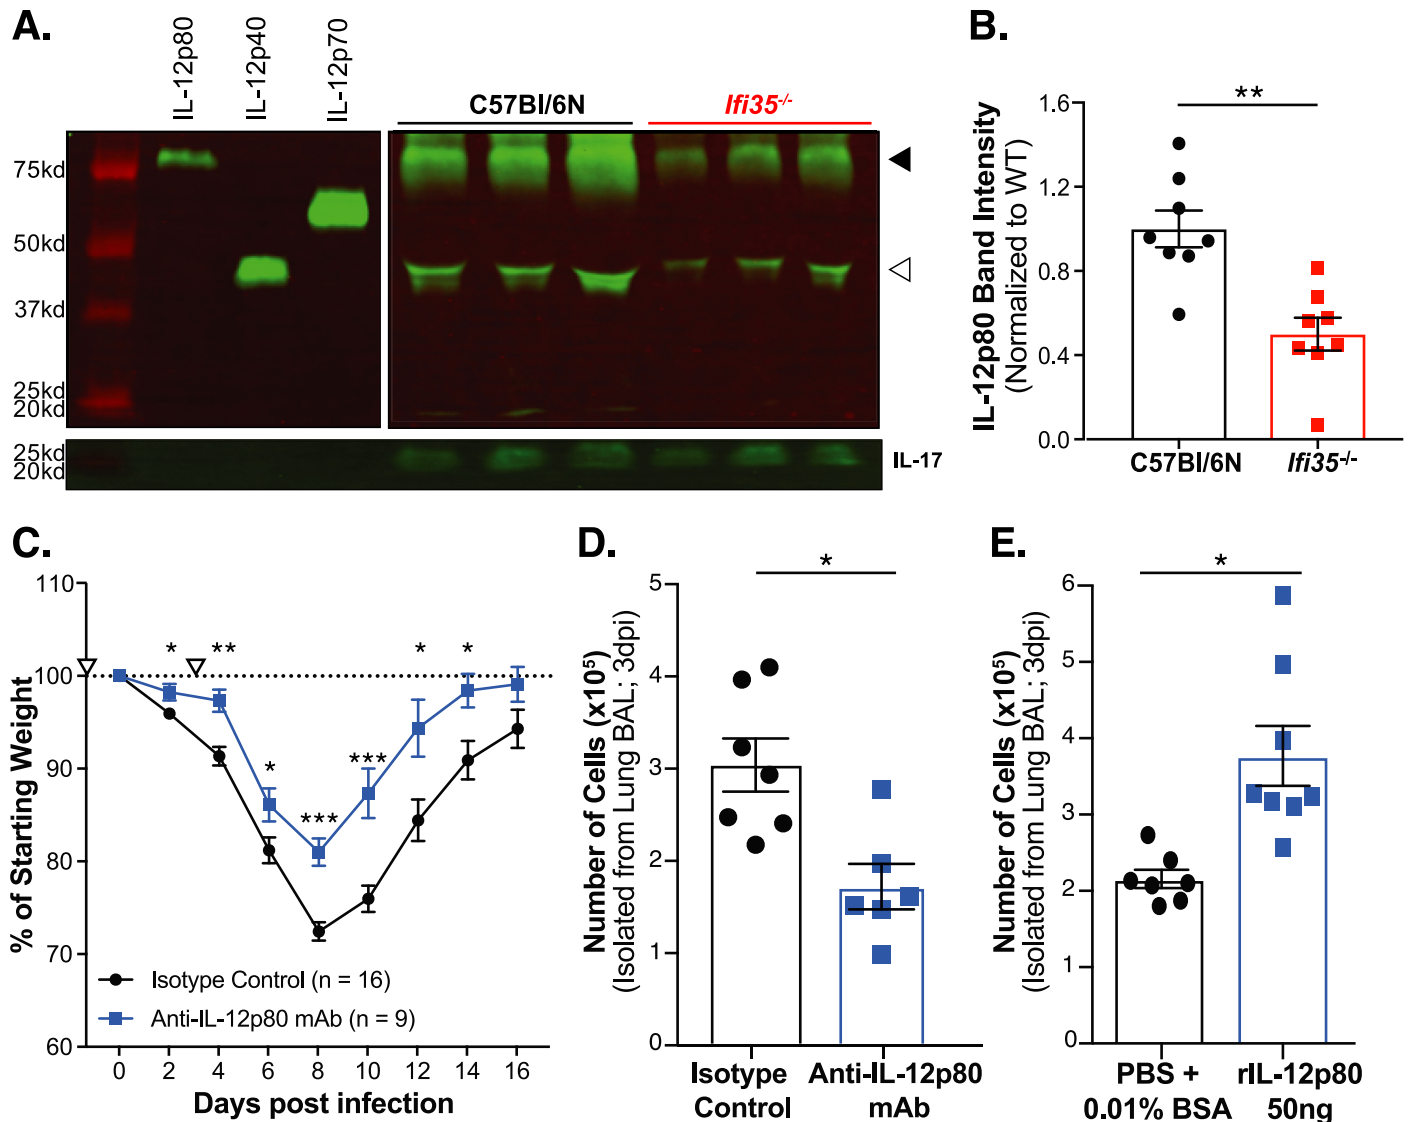 A.
IL-12p80
IL-12p40
IL-12p70
C57Bl/6N
Ifi35-/-
75kd
50kd
37kd
25kd
20kd
25kd
20kd
IL-17
B.
IL-12p80 Band Intensity
(Normalized to WT)
1.6
1.2
0.8
0.4
0.0
**
C57Bl/6N
Ifi35-/-
C.
% of Starting Weight
110
100
90
80
70
60
* ** * *
* ***
***
Isotype Control (n = 16)
Anti-IL-12p80 mAb (n = 9)
0 2 4 6 8 10 12 14 16
Days post infection
D.
Number of Cells (x10⁵)
(Isolated from Lung BAL; 3dpi)
5
4
3
2
1
0
*
Isotype
Control
Anti-IL-12p80
mAb
E.
Number of Cells (x10⁵)
(Isolated from Lung BAL; 3dpi)
6
5
4
3
2
1
0
*
PBS +
0.01% BSA
rIL-12p80
50ng